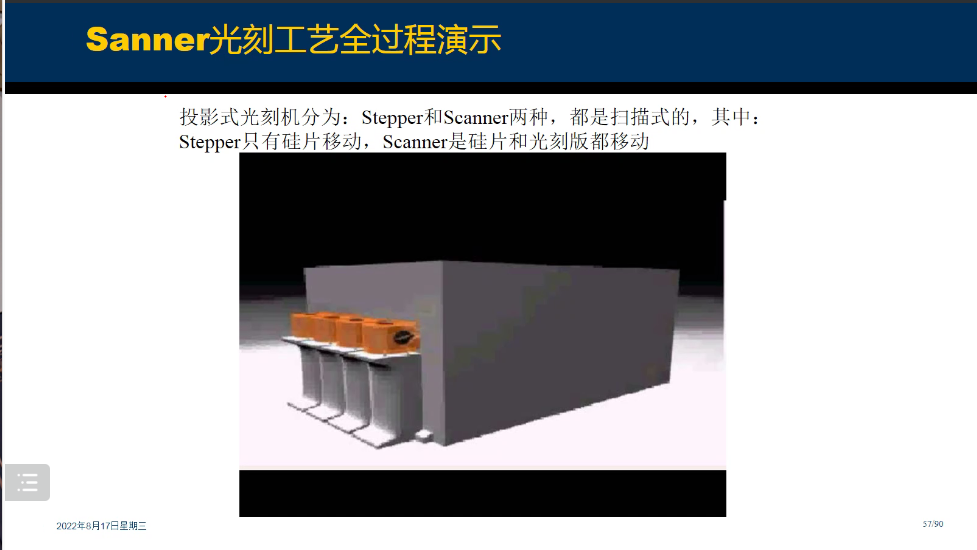 Sanner光刻工艺全过程演示
投影式光刻机分为：Stepper和Scanner两种，都是扫描式的，其中：
Stepper只有硅片移动，Scanner是硅片和光刻版都移动
2022年8月17日星期三
57/90